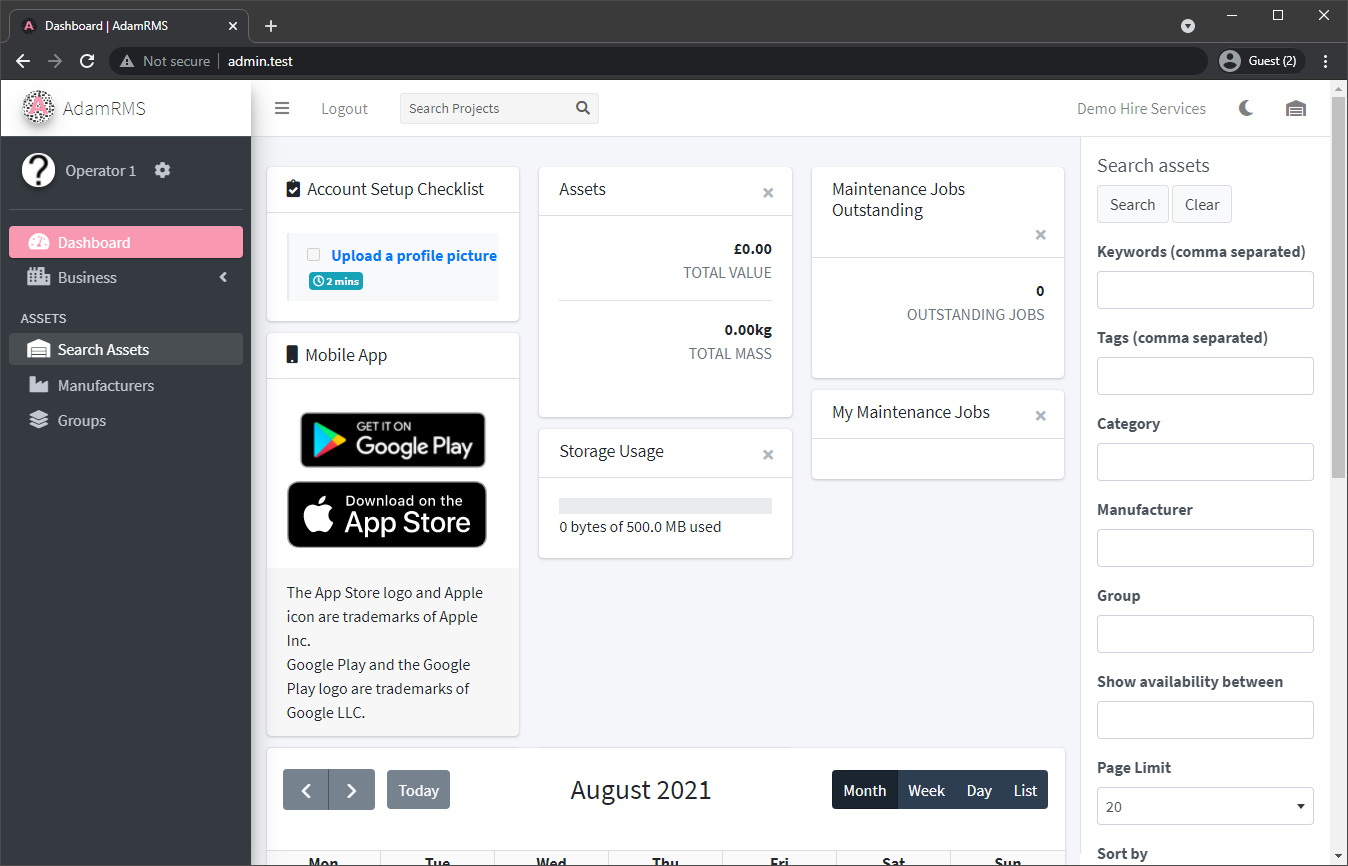 Dashboard | AdamRMS
Not secure
admin.test
Guest (2)
AdamRMS
Logout
Search Projects
Demo Hire Services
Operator 1
Dashboard
Business
ASSETS
Search Assets
Manufacturers
Groups
Account Setup Checklist
Upload a profile picture
2 mins
Mobile App
GET IT ON
Google Play
Download on the
App Store
The App Store logo and Apple
icon are trademarks of Apple
Inc.
Google Play and the Google
Play logo are trademarks of
Google LLC.
Assets
£0.00
TOTAL VALUE
0.00kg
TOTAL MASS
Storage Usage
0 bytes of 500.0 MB used
Maintenance Jobs
Outstanding
0
OUTSTANDING JOBS
My Maintenance Jobs
Today
August 2021
Month
Week
Day
List
Mon
Tue
Wed
Thu
Fri
Sat
Sun
Search assets
Search
Clear
Keywords (comma separated)
Tags (comma separated)
Category
Manufacturer
Group
Show availability between
Page Limit
20
Sort by